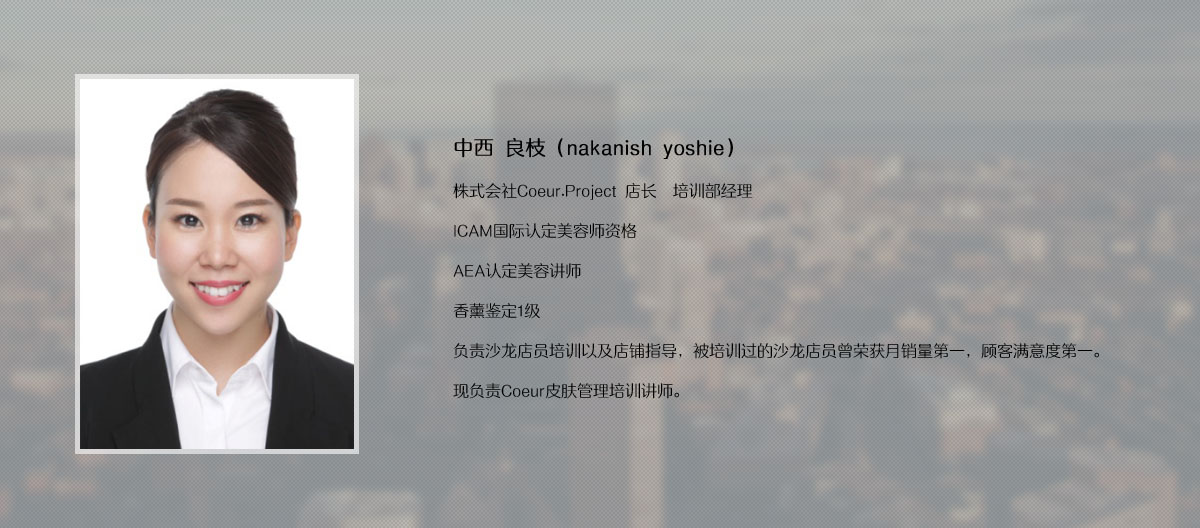 中西 良枝（nakanish yoshie）
株式会社Coeur.Project 店长 培训部经理
ICAM国际认定美容师资格
AEA认定美容讲师
香薰鉴定1级
负责沙龙店员培训以及店铺指导，被培训过的沙龙店员曾荣获月销量第一，顾客满意度第一。
现负责Coeur皮肤管理培训讲师。